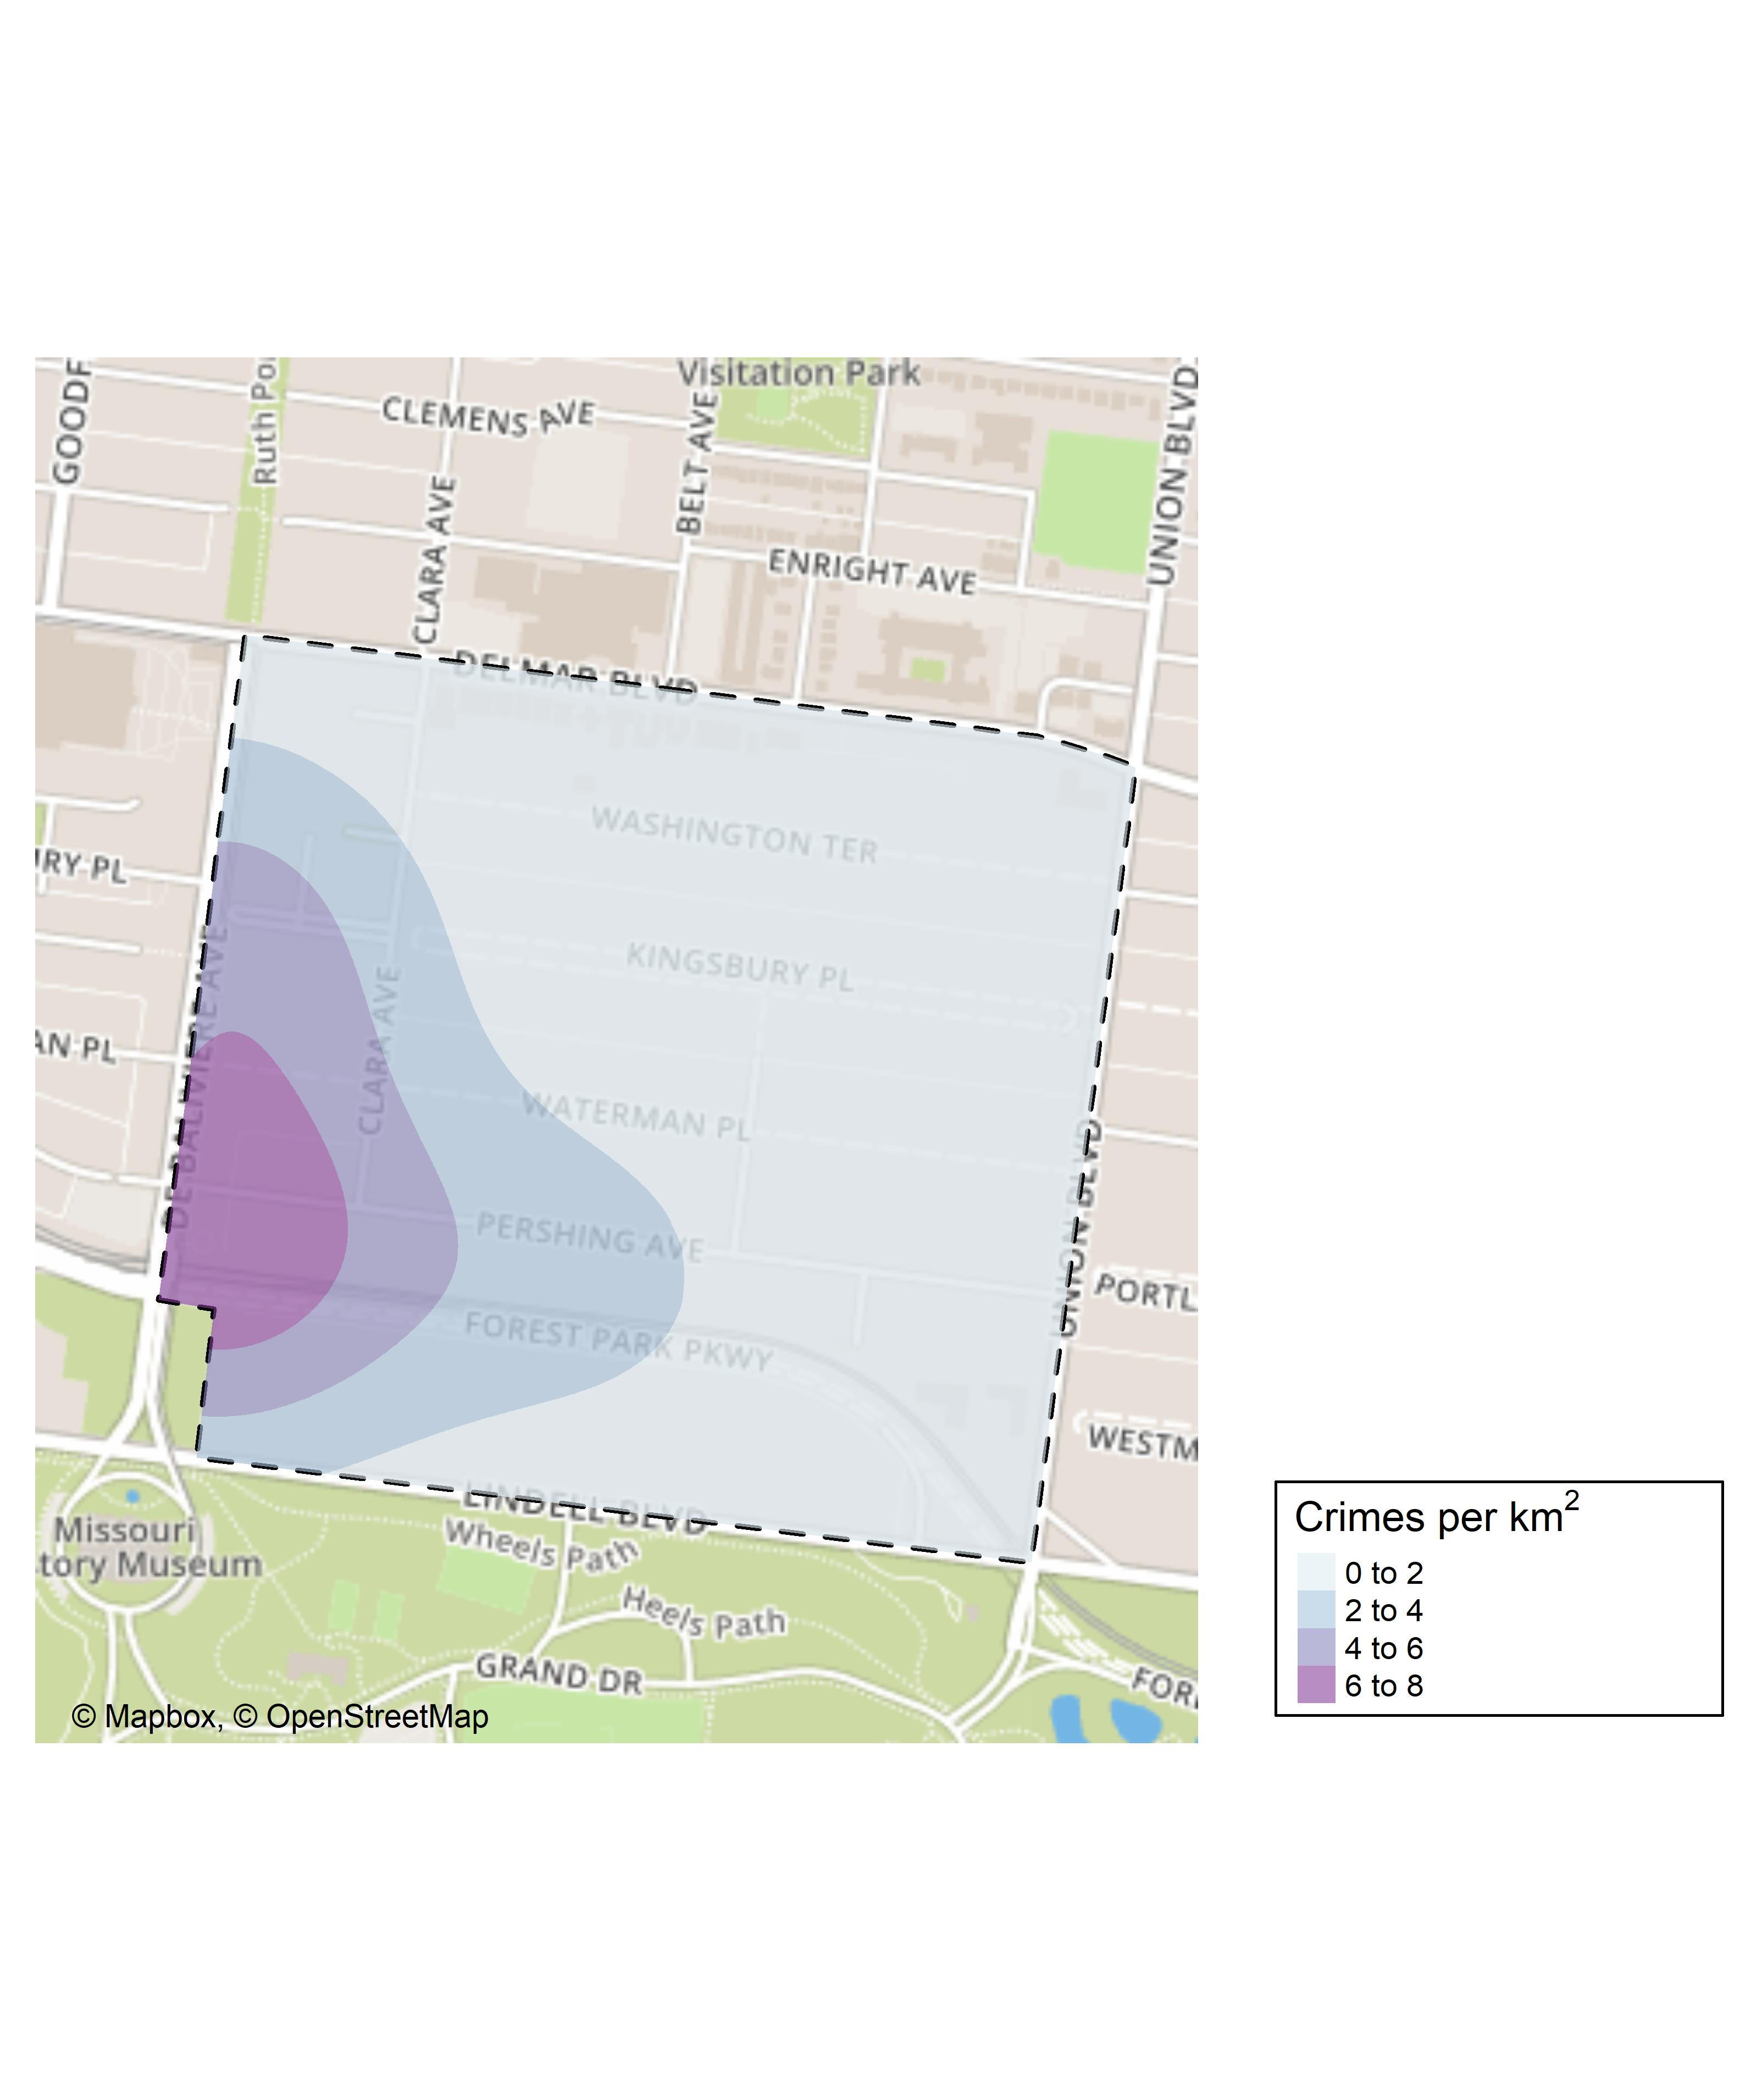 Visitation Park
GOODF
Ruth Po
CLEMENS AVE
BELT AVE
UNION BLVD
CLARA AVE
ENRIGHT AVE
DELMAR BLVD
WASHINGTON TER
RY PL
KINGSBURY PL
DE BALIVIERE AVE
CLARA AVE
AN PL
WATERMAN PL
UNION BLVD
PERSHING AVE
PORTL
FOREST PARK PKWY
WESTM
LINDELL BLVD
Wheels Path
Missouri
tory Museum
Heels Path
GRAND DR
FOR
© Mapbox, © OpenStreetMap
Crimes per km²
0 to 2
2 to 4
4 to 6
6 to 8